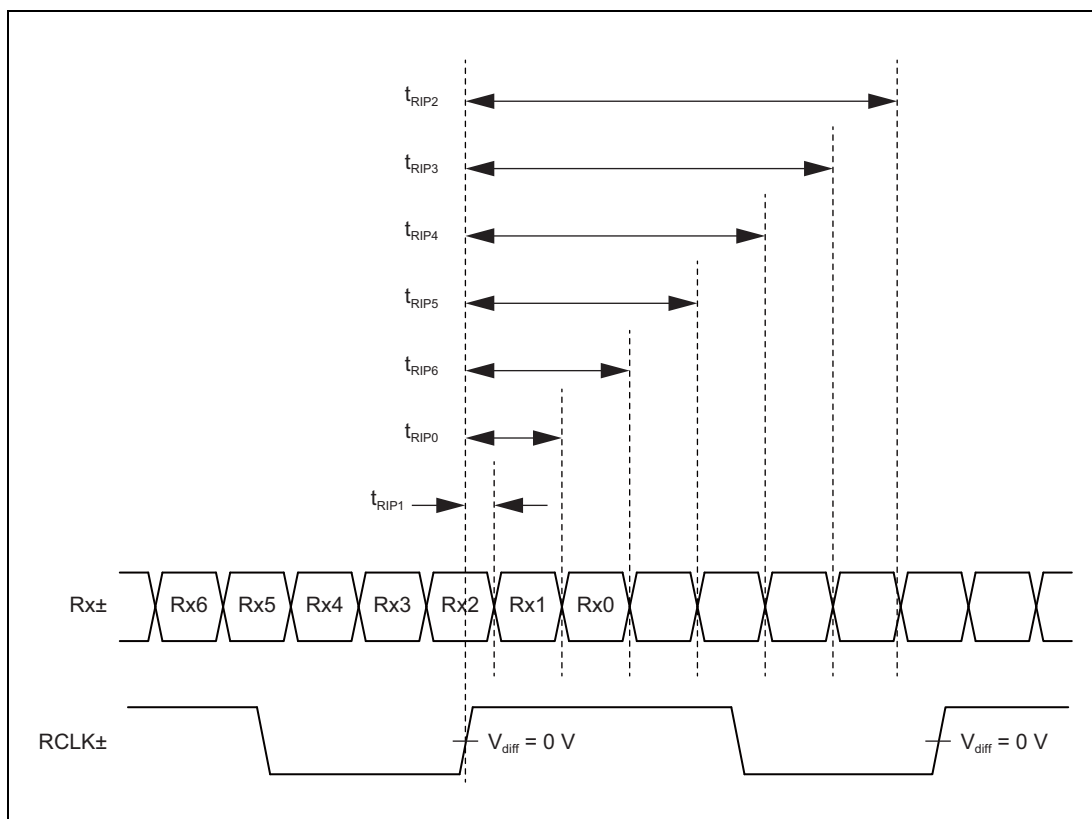 tRIP2
tRIP3
tRIP4
tRIP5
tRIP6
tRIP0
tRIP1
Rx± Rx6 Rx5 Rx4 Rx3 Rx2 Rx1 Rx0
RCLK± Vdiff = 0 V Vdiff = 0 V